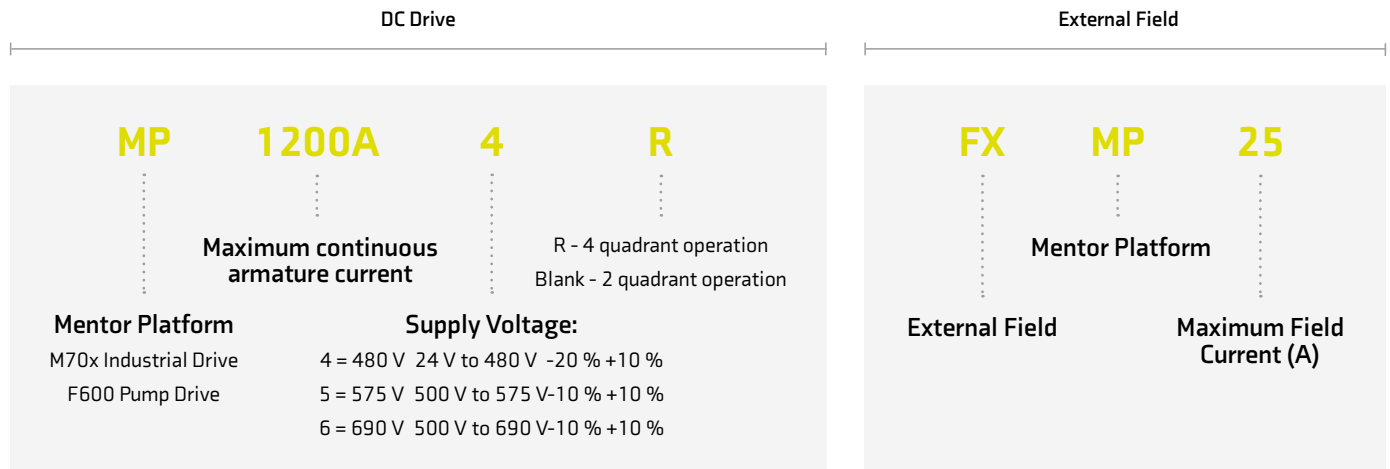 DC Drive
External Field
MP 1200A 4 R
Maximum continuous
armature current
R - 4 quadrant operation
Blank - 2 quadrant operation
Mentor Platform
M70x Industrial Drive
F600 Pump Drive
Supply Voltage:
4 = 480 V 24 V to 480 V -20 % +10 %
5 = 575 V 500 V to 575 V-10 % +10 %
6 = 690 V 500 V to 690 V-10 % +10 %
FX MP 25
Mentor Platform
External Field
Maximum Field
Current (A)